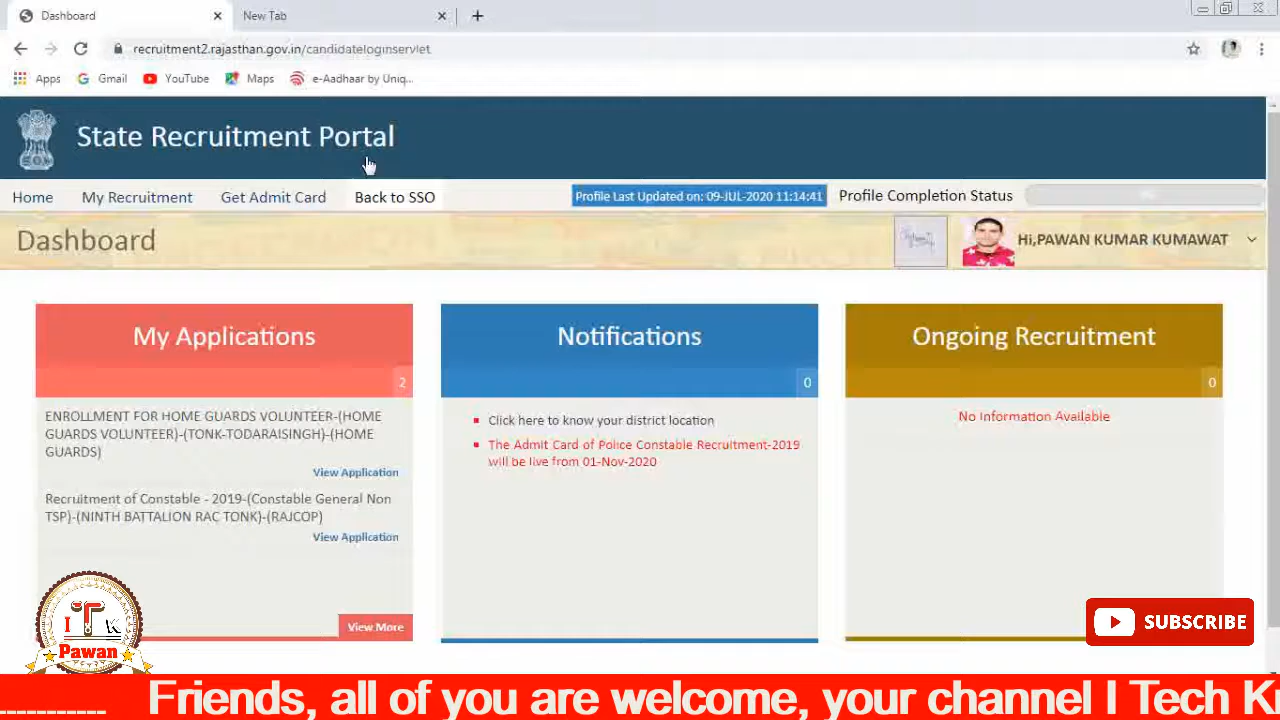 Dashboard
New Tab
recruitment2.rajasthan.gov.in/candidateloginservlet
Apps
Gmail
YouTube
Maps
e-Aadhaar by Uniq...
State Recruitment Portal
Home
My Recruitment
Get Admit Card
Back to SSO
Profile Last Updated on: 09-JUL-2020 11:14:41
Profile Completion Status
Dashboard
Hi,PAWAN KUMAR KUMAWAT
My Applications
2
ENROLLMENT FOR HOME GUARDS VOLUNTEER-(HOME
GUARDS VOLUNTEER)-(TONK-TODARAISINGH)-(HOME
GUARDS)
View Application
Recruitment of Constable - 2019-(Constable General Non
TSP)-(NINTH BATTALION RAC TONK)-(RAJCOP)
View Application
View More
Notifications
0
Click here to know your district location
The Admit Card of Police Constable Recruitment-2019
will be live from 01-Nov-2020
Ongoing Recruitment
0
No Information Available
I T K
Pawan
SUBSCRIBE
----------- Friends, all of you are welcome, your channel I Tech K